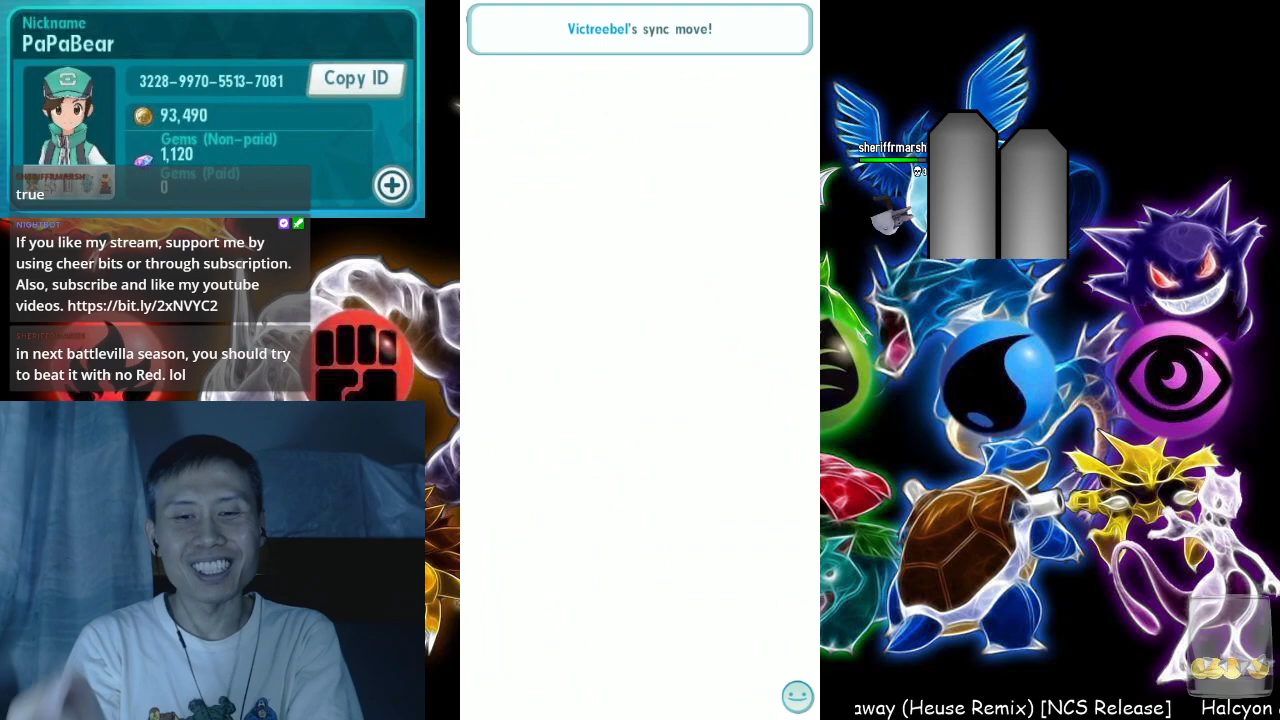 Nickname
PaPaBear
3228-9970-5513-7081
Copy ID
93,490
Gems (Non-paid)
1,120
Gems (Paid)
0
SHERIFFRMARSH
true
NIGHTBOT
If you like my stream, support me by
using cheer bits or through subscription.
Also, subscribe and like my youtube
videos. https://bit.ly/2xNVYC2
in next battlevilla season, you should try
to beat it with no Red. lol
Victreebel's sync move!
sheriffrmarsh
away (Heuse Remix) [NCS Release]
Halcyon